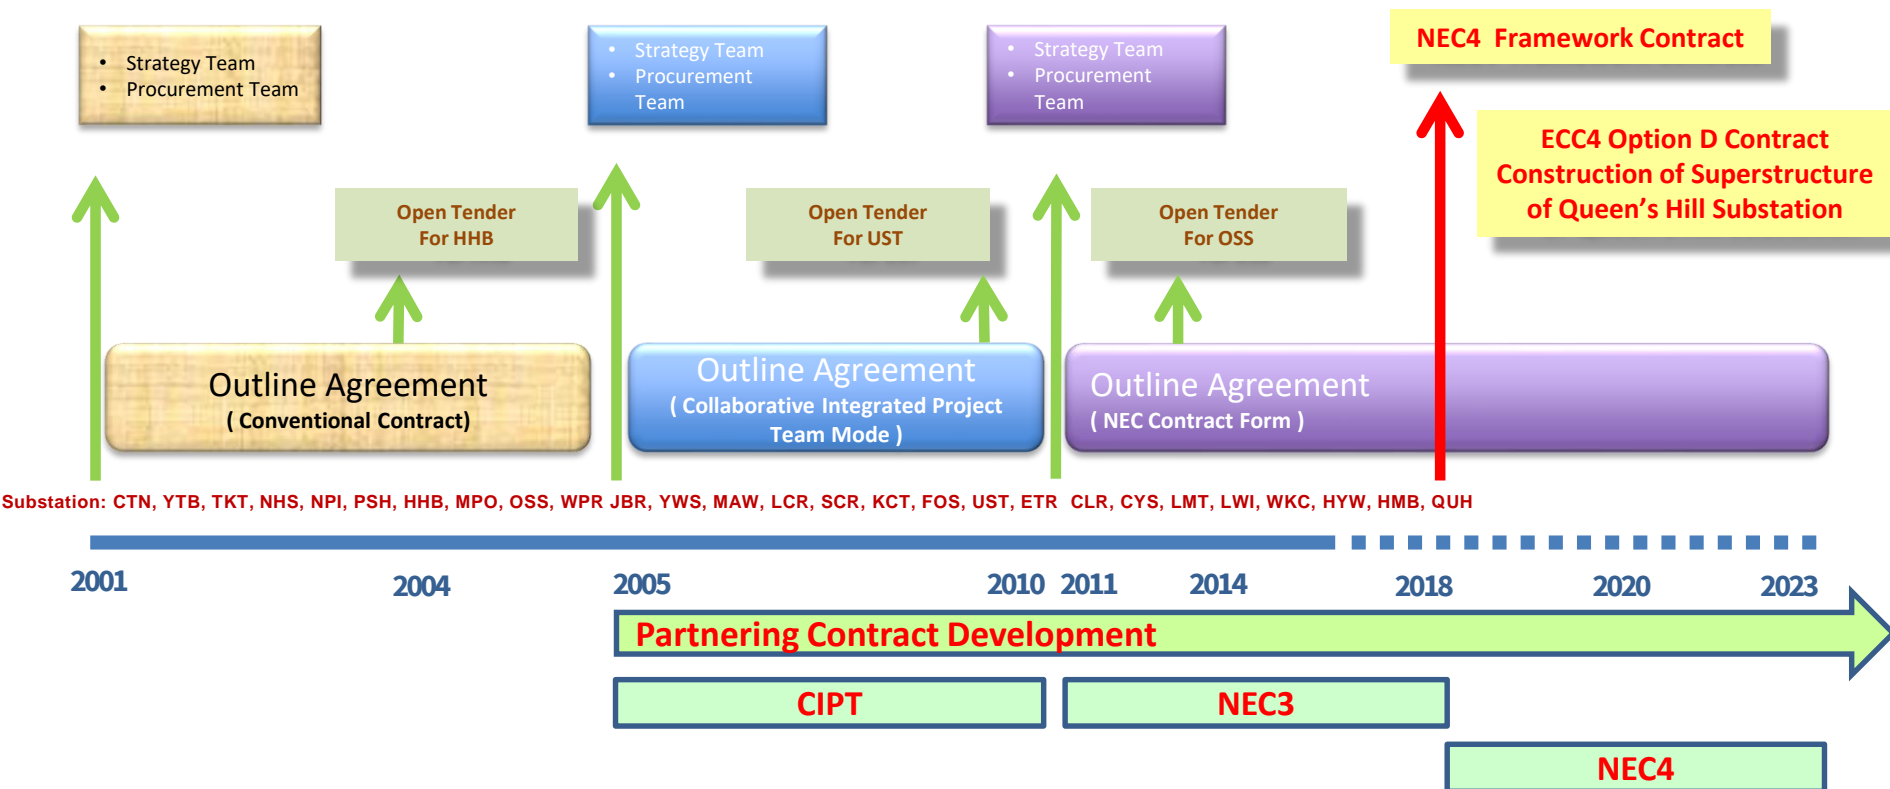 • Strategy Team
• Procurement Team
• Strategy Team
• Procurement
Team
• Strategy Team
• Procurement
Team
NEC4 Framework Contract
ECC4 Option D Contract
Construction of Superstructure
of Queen's Hill Substation
Open Tender
For HHB
Open Tender
For UST
Open Tender
For OSS
Outline Agreement
( Conventional Contract)
Outline Agreement
( Collaborative Integrated Project
Team Mode )
Outline Agreement
( NEC Contract Form )
Substation: CTN, YTB, TKT, NHS, NPI, PSH, HHB, MPO, OSS, WPR JBR, YWS, MAW, LCR, SCR, KCT, FOS, UST, ETR CLR, CYS, LMT, LWI, WKC, HYW, HMB, QUH
2001 2004 2005 2010 2011 2014 2018 2020 2023
Partnering Contract Development
CIPT
NEC3
NEC4